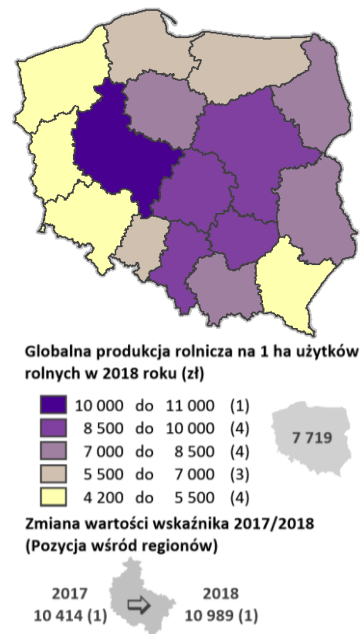 Globalna produkcja rolnicza na 1 ha użytków
rolnych w 2018 roku (zł)
10 000 do 11 000 (1)
8 500 do 10 000 (4)
7 000 do 8 500 (4)
5 500 do 7 000 (3)
4 200 do 5 500 (4)
7 719
Zmiana wartości wskaźnika 2017/2018
(Pozycja wśród regionów)
2017 2018
10 414 (1) 10 989 (1)